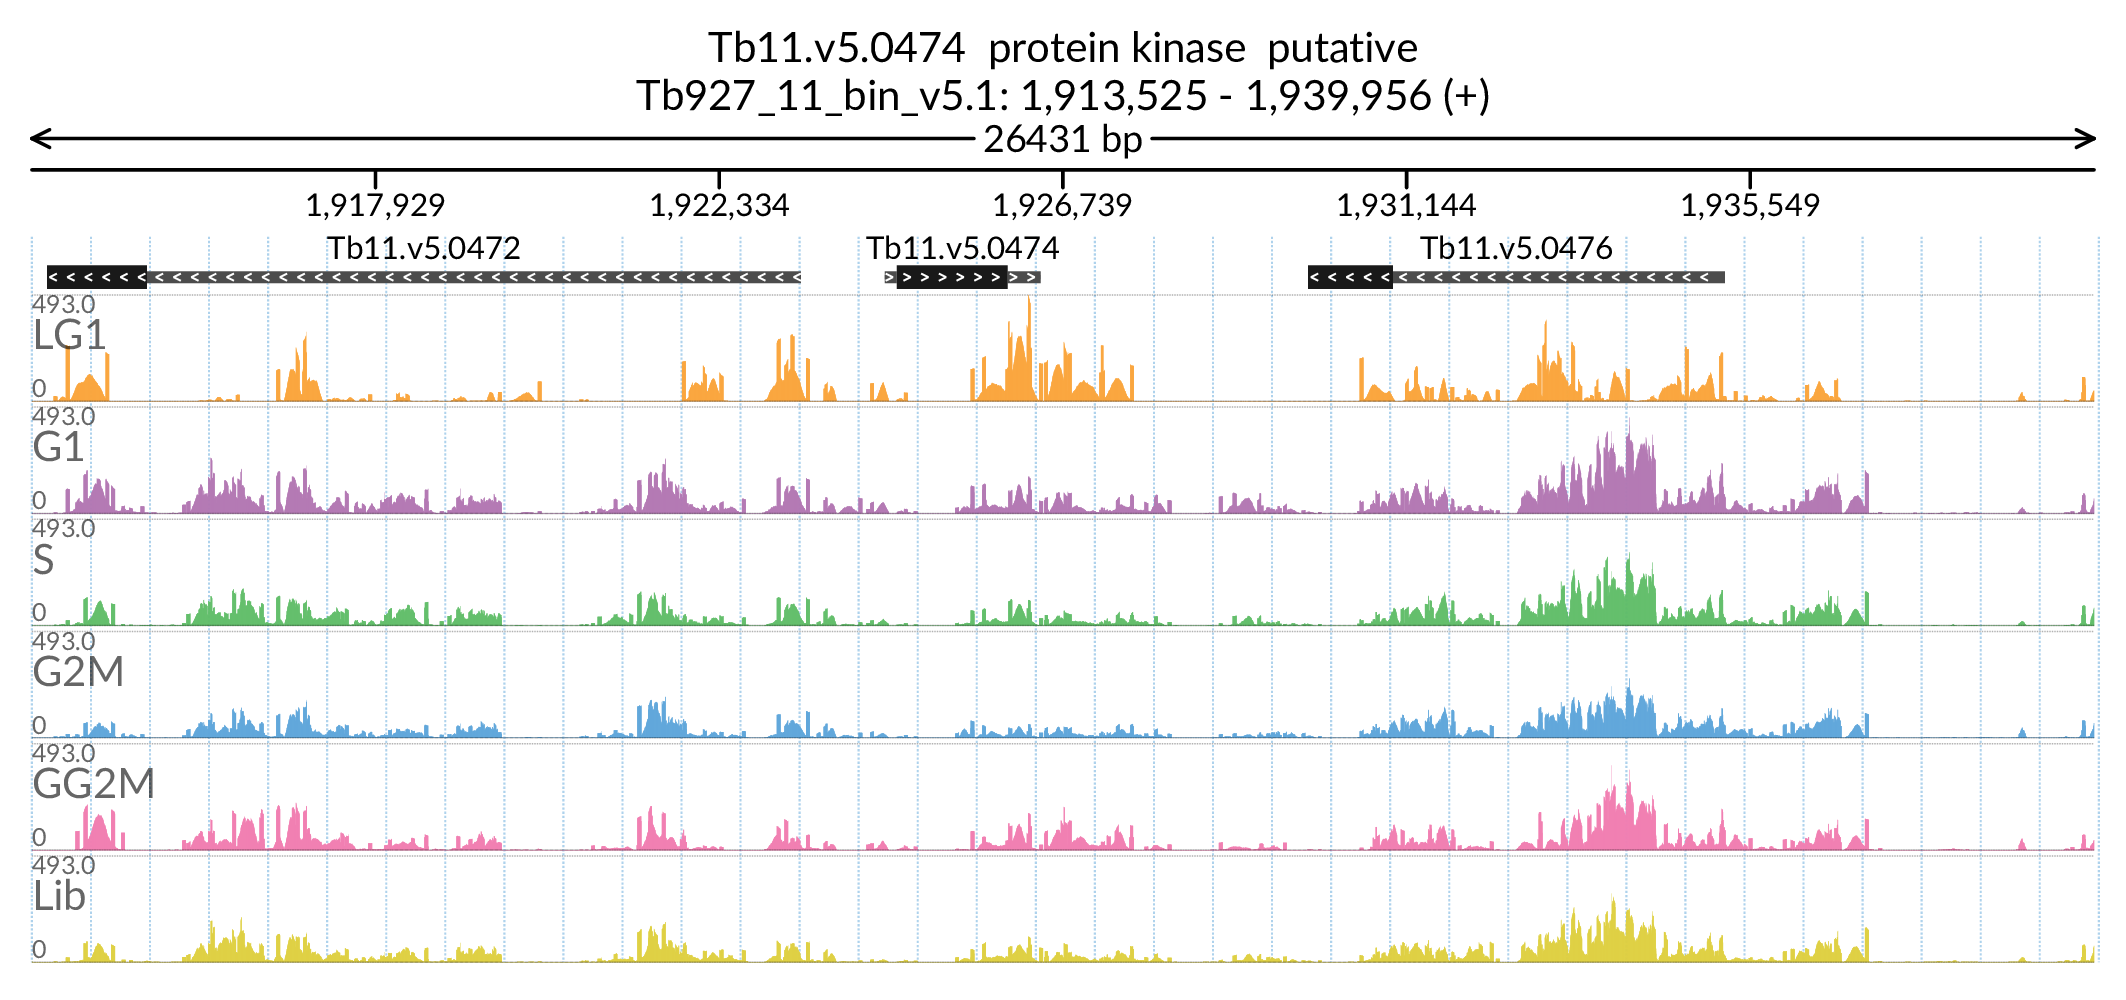 Tb11.v5.0474 protein kinase putative
Tb927_11_bin_v5.1: 1,913,525 - 1,939,956 (+)
26431 bp
1,917,929 1,922,334 1,926,739 1,931,144 1,935,549
Tb11.v5.0472 Tb11.v5.0474 Tb11.v5.0476
493.0
LG1
0
493.0
G1
0
493.0
S
0
493.0
G2M
0
493.0
GG2M
0
493.0
Lib
0